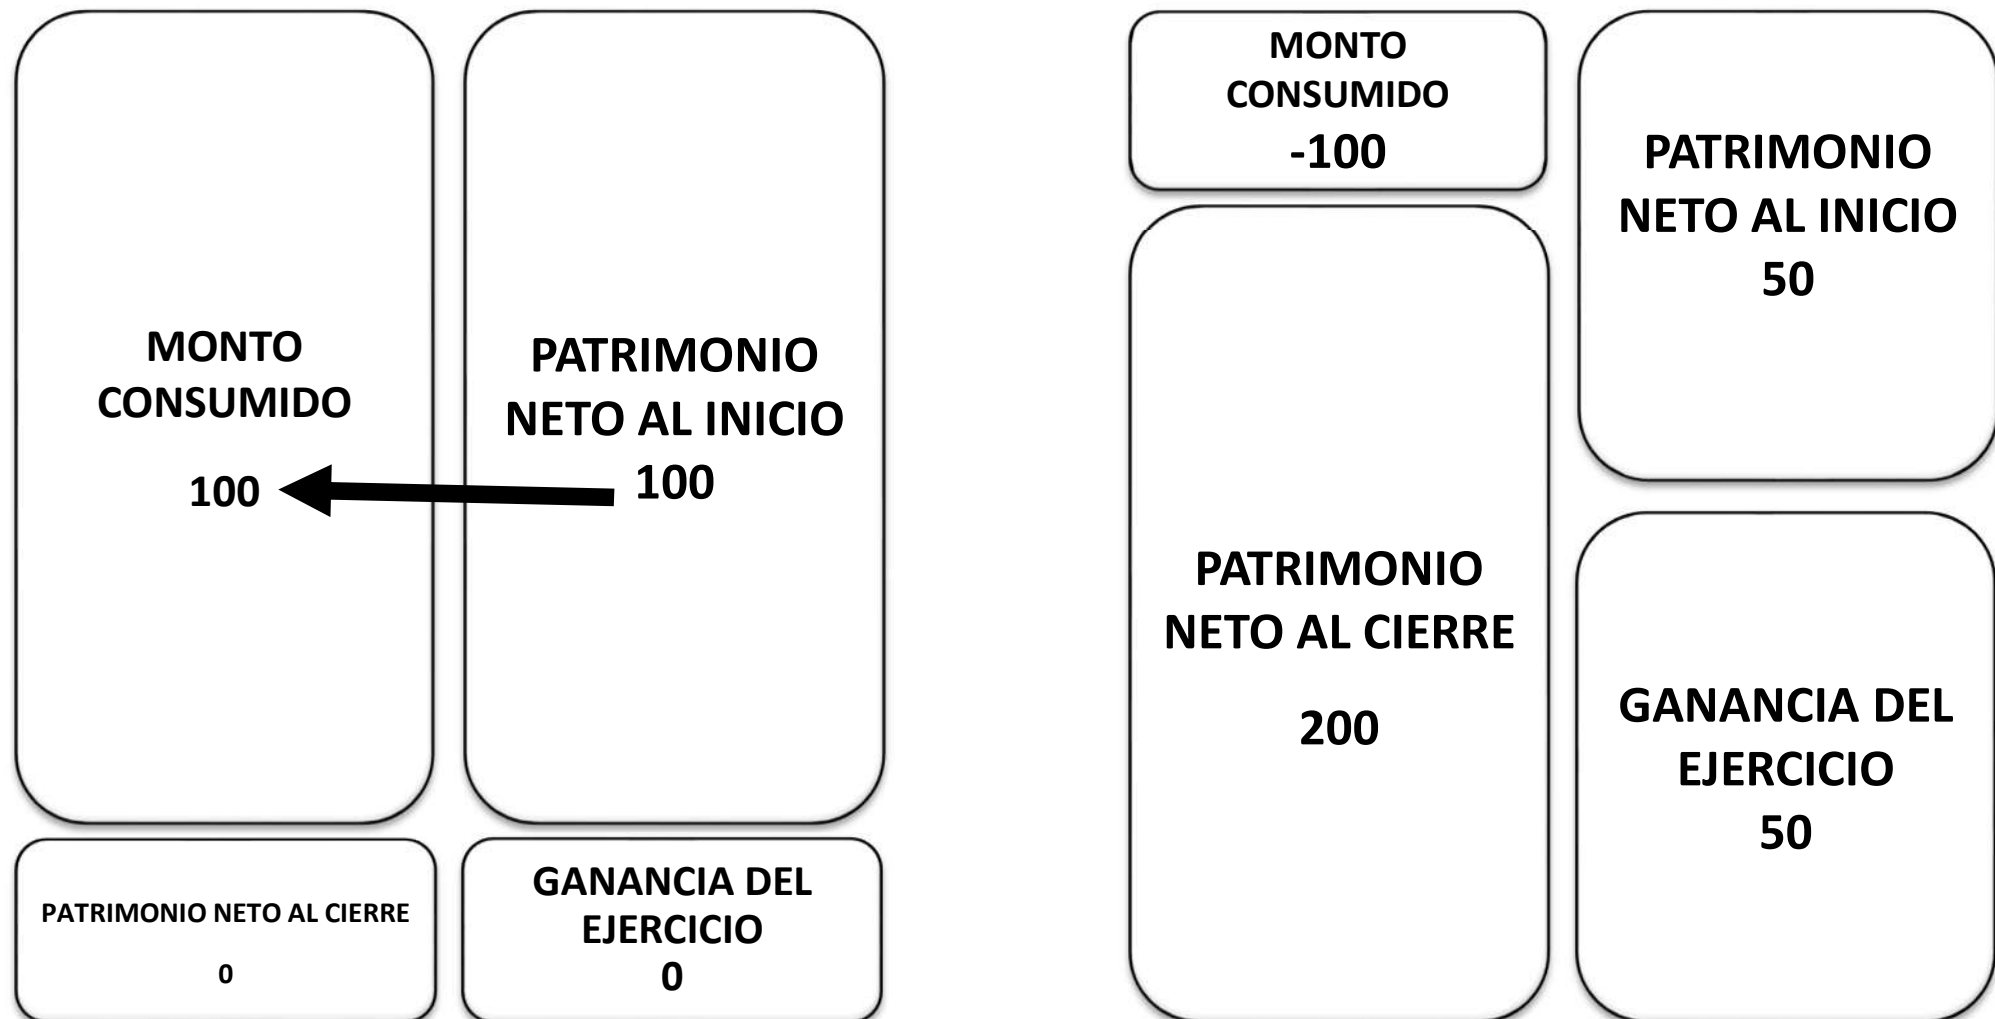 MONTO
CONSUMIDO
100
PATRIMONIO
NETO AL INICIO
100
PATRIMONIO NETO AL CIERRE
0
GANANCIA DEL
EJERCICIO
0
MONTO
CONSUMIDO
-100
PATRIMONIO
NETO AL INICIO
50
PATRIMONIO
NETO AL CIERRE
200
GANANCIA DEL
EJERCICIO
50